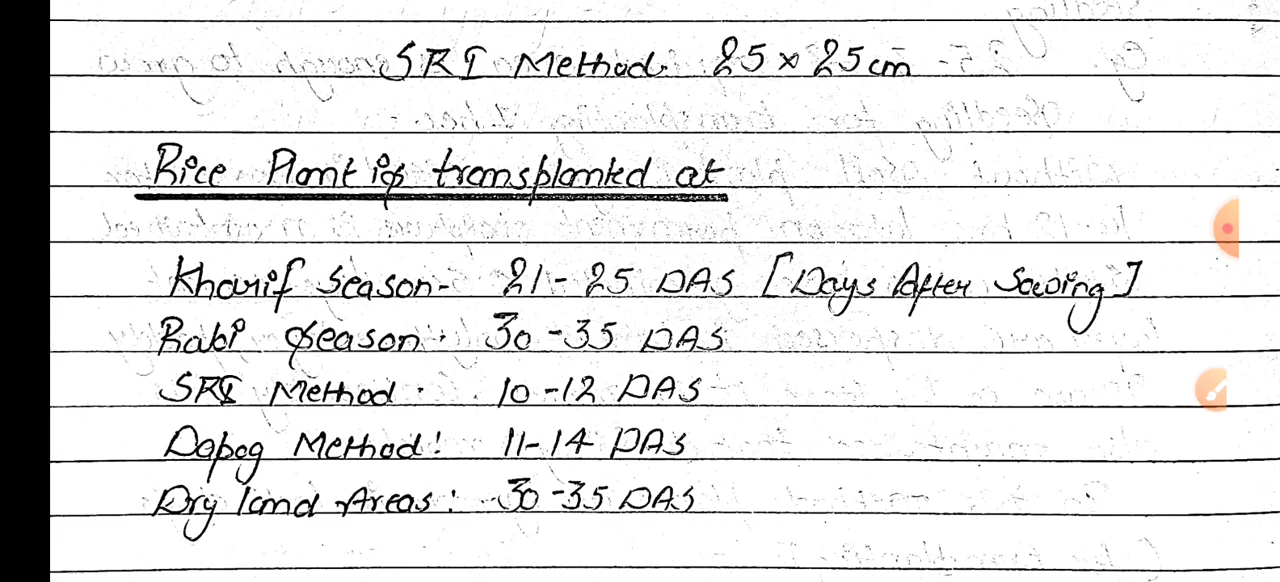 SRI Method. 25 x 25 cm
Rice Plant is transplanted at
Kharif Season- 21-25 DAS [Days After Sowing]
Rabi Season. 30-35 DAS
SRI Method. 10-12 DAS
Dapog Method! 11-14 DAS
Dry land Areas: 30-35 DAS